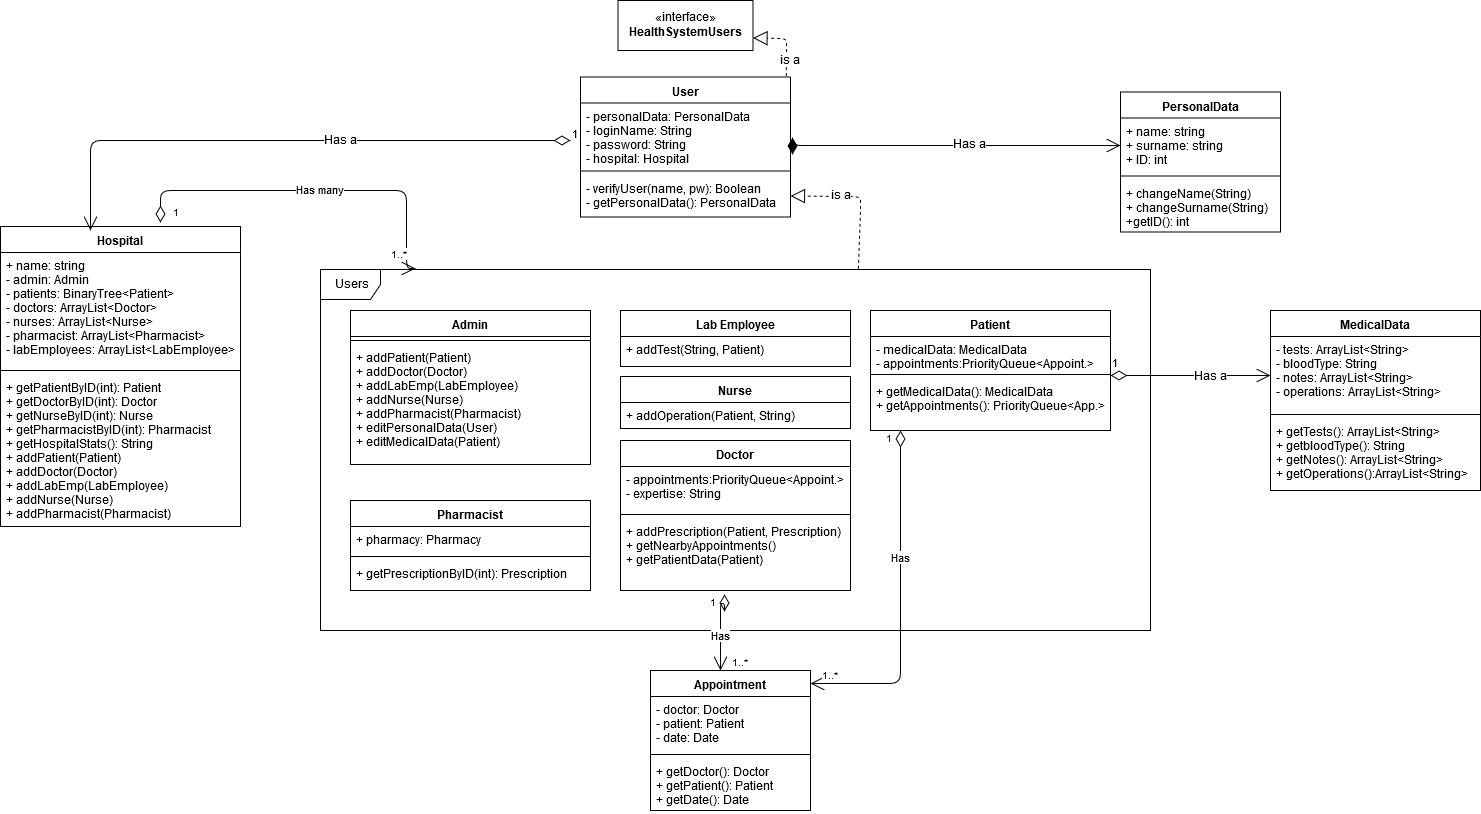 «interface»
HealthSystemUsers
is a
User
- personalData: PersonalData
- loginName: String
- password: String
- hospital: Hospital
- verifyUser(name, pw): Boolean
- getPersonalData(): PersonalData
1
Has a
Has a
PersonalData
+ name: string
+ surname: string
+ ID: int
+ changeName(String)
+ changeSurname(String)
+getID(): int
is a
Has many
1
1..*
Hospital
+ name: string
- admin: Admin
- patients: BinaryTree<Patient>
- doctors: ArrayList<Doctor>
- nurses: ArrayList<Nurse>
- pharmacist: ArrayList<Pharmacist>
- labEmployees: ArrayList<LabEmployee>
+ getPatientByID(int): Patient
+ getDoctorByID(int): Doctor
+ getNurseByID(int): Nurse
+ getPharmacistByID(int): Pharmacist
+ getHospitalStats(): String
+ addPatient(Patient)
+ addDoctor(Doctor)
+ addLabEmp(LabEmployee)
+ addNurse(Nurse)
+ addPharmacist(Pharmacist)
Users
Admin
+ addPatient(Patient)
+ addDoctor(Doctor)
+ addLabEmp(LabEmployee)
+ addNurse(Nurse)
+ addPharmacist(Pharmacist)
+ editPersonalData(User)
+ editMedicalData(Patient)
Pharmacist
+ pharmacy: Pharmacy
+ getPrescriptionByID(int): Prescription
Lab Employee
+ addTest(String, Patient)
Nurse
+ addOperation(Patient, String)
Doctor
- appointments:PriorityQueue<Appoint.>
- expertise: String
+ addPrescription(Patient, Prescription)
+ getNearbyAppointments()
+ getPatientData(Patient)
Patient
- medicalData: MedicalData
- appointments:PriorityQueue<Appoint.>
+ getMedicalData(): MedicalData
+ getAppointments(): PriorityQueue<App.>
1
Has a
MedicalData
- tests: ArrayList<String>
- bloodType: String
- notes: ArrayList<String>
- operations: ArrayList<String>
+ getTests(): ArrayList<String>
+ getbloodType(): String
+ getNotes(): ArrayList<String>
+ getOperations():ArrayList<String>
1
Has
1..*
1
Has
1..*
Appointment
- doctor: Doctor
- patient: Patient
- date: Date
+ getDoctor(): Doctor
+ getPatient(): Patient
+ getDate(): Date